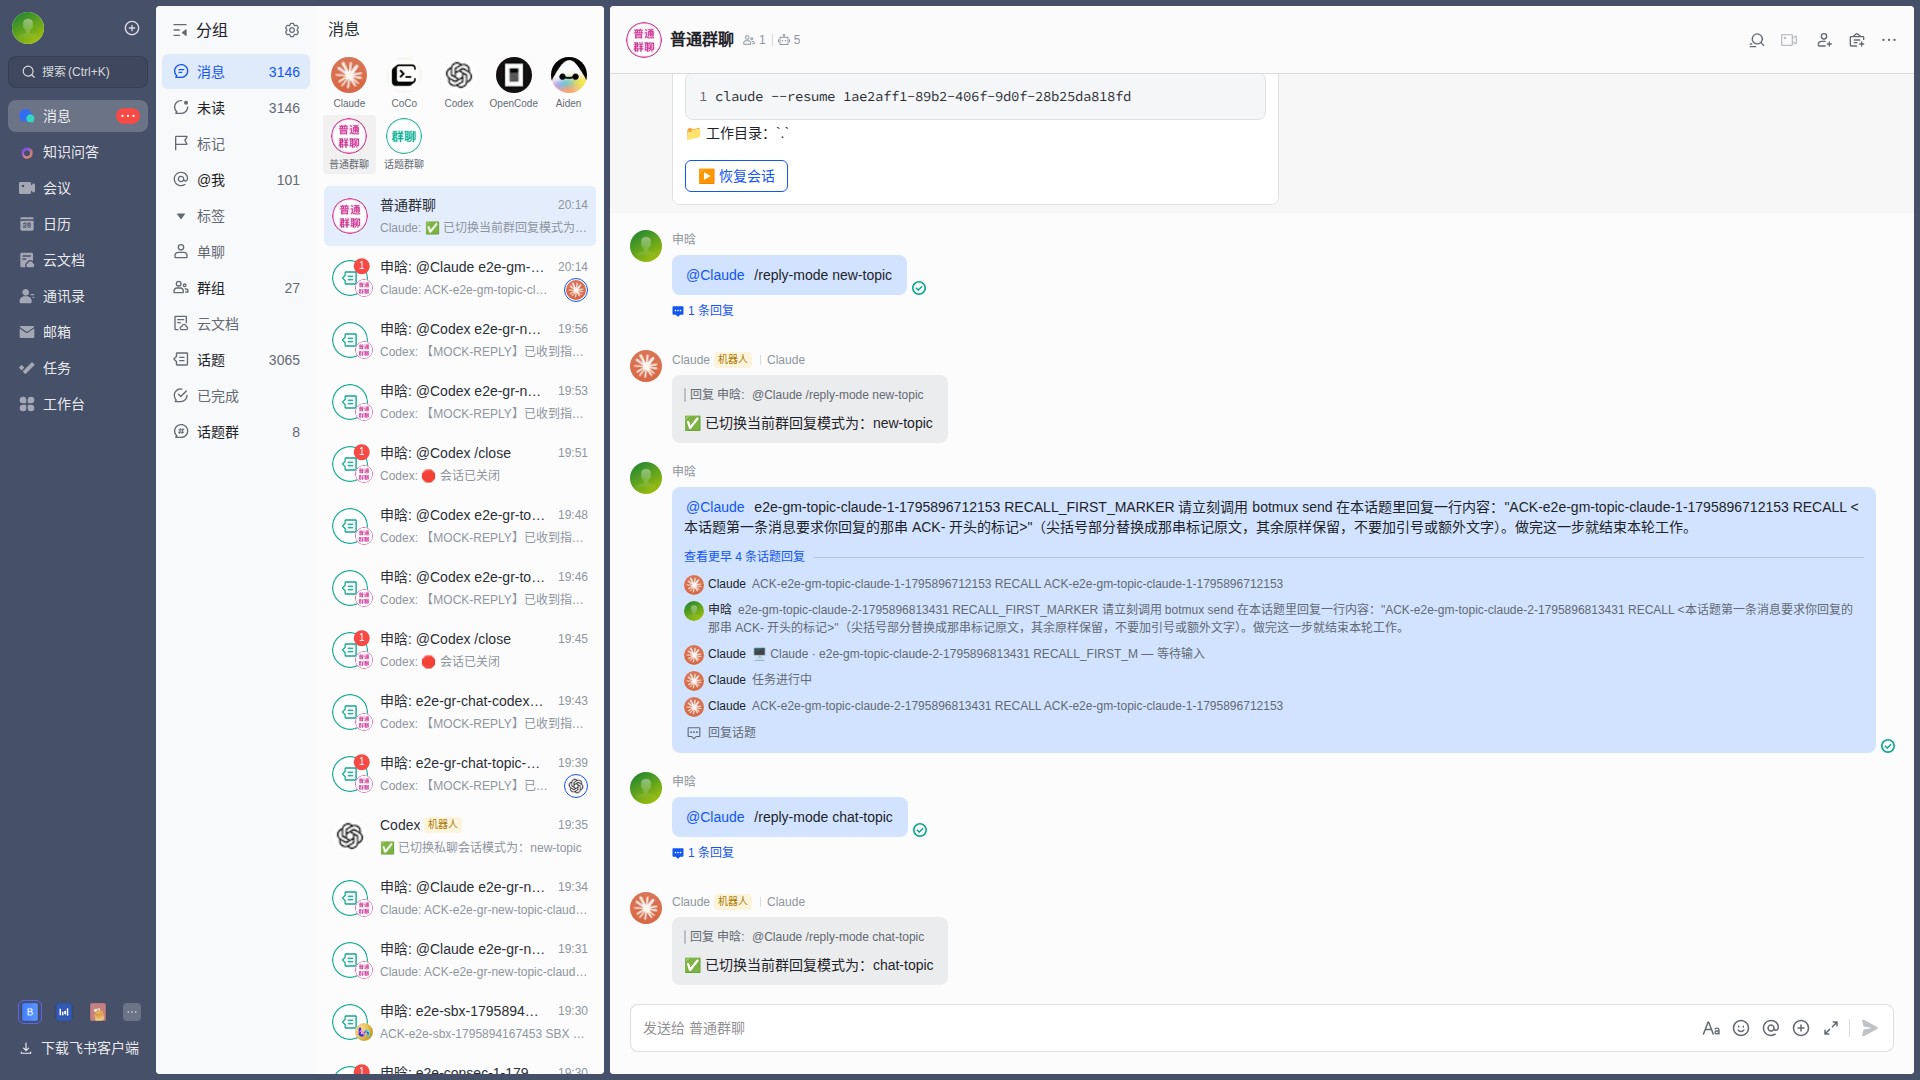 搜索 (Ctrl+K)
消息
知识问答
会议
日历
云文档
通讯录
邮箱
任务
工作台
B
下载飞书客户端
分组
消息 3146
未读 3146
标记
@我 101
标签
单聊
群组 27
云文档
话题 3065
已完成
话题群 8
消息
Claude CoCo Codex OpenCode Aiden
普通
群聊
群聊
普通群聊 话题群聊
普通群聊 20:14
Claude: ✅ 已切换当前群回复模式为…
1
申晗: @Claude e2e-gm-… 20:14
Claude: ACK-e2e-gm-topic-cl…
申晗: @Codex e2e-gr-n… 19:56
Codex: 【MOCK-REPLY】已收到指…
申晗: @Codex e2e-gr-n… 19:53
Codex: 【MOCK-REPLY】已收到指…
1
申晗: @Codex /close 19:51
Codex: 🛑 会话已关闭
申晗: @Codex e2e-gr-to… 19:48
Codex: 【MOCK-REPLY】已收到指…
申晗: @Codex e2e-gr-to… 19:46
Codex: 【MOCK-REPLY】已收到指…
1
申晗: @Codex /close 19:45
Codex: 🛑 会话已关闭
申晗: e2e-gr-chat-codex… 19:43
Codex: 【MOCK-REPLY】已收到指…
1
申晗: e2e-gr-chat-topic-… 19:39
Codex: 【MOCK-REPLY】已…
Codex 机器人 19:35
✅ 已切换私聊会话模式为：new-topic
申晗: @Claude e2e-gr-n… 19:34
Claude: ACK-e2e-gr-new-topic-claud…
申晗: @Claude e2e-gr-n… 19:31
Claude: ACK-e2e-gr-new-topic-claud…
申晗: e2e-sbx-1795894… 19:30
ACK-e2e-sbx-1795894167453 SBX …
1
申晗: e2e-consec-1-179… 19:30
普通
群聊
普通群聊 1 5
1 claude --resume 1ae2aff1-89b2-406f-9d0f-28b25da818fd
📁 工作目录：`.`
▶️ 恢复会话
申晗
@Claude /reply-mode new-topic
1 条回复
Claude 机器人 Claude
回复 申晗：@Claude /reply-mode new-topic
✅ 已切换当前群回复模式为：new-topic
申晗
@Claude e2e-gm-topic-claude-1-1795896712153 RECALL_FIRST_MARKER 请立刻调用 botmux send 在本话题里回复一行内容："ACK-e2e-gm-topic-claude-1-1795896712153 RECALL <
本话题第一条消息要求你回复的那串 ACK- 开头的标记>"（尖括号部分替换成那串标记原文，其余原样保留，不要加引号或额外文字）。做完这一步就结束本轮工作。
查看更早 4 条话题回复
Claude ACK-e2e-gm-topic-claude-1-1795896712153 RECALL ACK-e2e-gm-topic-claude-1-1795896712153
申晗 e2e-gm-topic-claude-2-1795896813431 RECALL_FIRST_MARKER 请立刻调用 botmux send 在本话题里回复一行内容："ACK-e2e-gm-topic-claude-2-1795896813431 RECALL <本话题第一条消息要求你回复的
那串 ACK- 开头的标记>"（尖括号部分替换成那串标记原文，其余原样保留，不要加引号或额外文字）。做完这一步就结束本轮工作。
Claude 🖥️ Claude · e2e-gm-topic-claude-2-1795896813431 RECALL_FIRST_M — 等待输入
Claude 任务进行中
Claude ACK-e2e-gm-topic-claude-2-1795896813431 RECALL ACK-e2e-gm-topic-claude-1-1795896712153
回复话题
申晗
@Claude /reply-mode chat-topic
1 条回复
Claude 机器人 Claude
回复 申晗：@Claude /reply-mode chat-topic
✅ 已切换当前群回复模式为：chat-topic
发送给 普通群聊
Aa